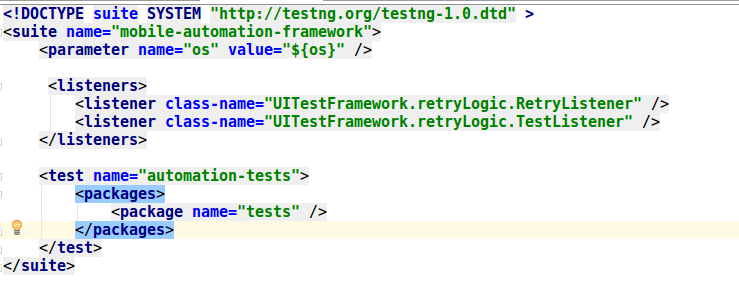 <!DOCTYPE suite SYSTEM "http://testng.org/testng-1.0.dtd" >
<suite name="mobile-automation-framework">
<parameter name="os" value="${os}" />
<listeners>
<listener class-name="UITestFramework.retryLogic.RetryListener" />
<listener class-name="UITestFramework.retryLogic.TestListener" />
</listeners>
<test name="automation-tests">
<packages>
<package name="tests" />
</packages>
</test>
</suite>